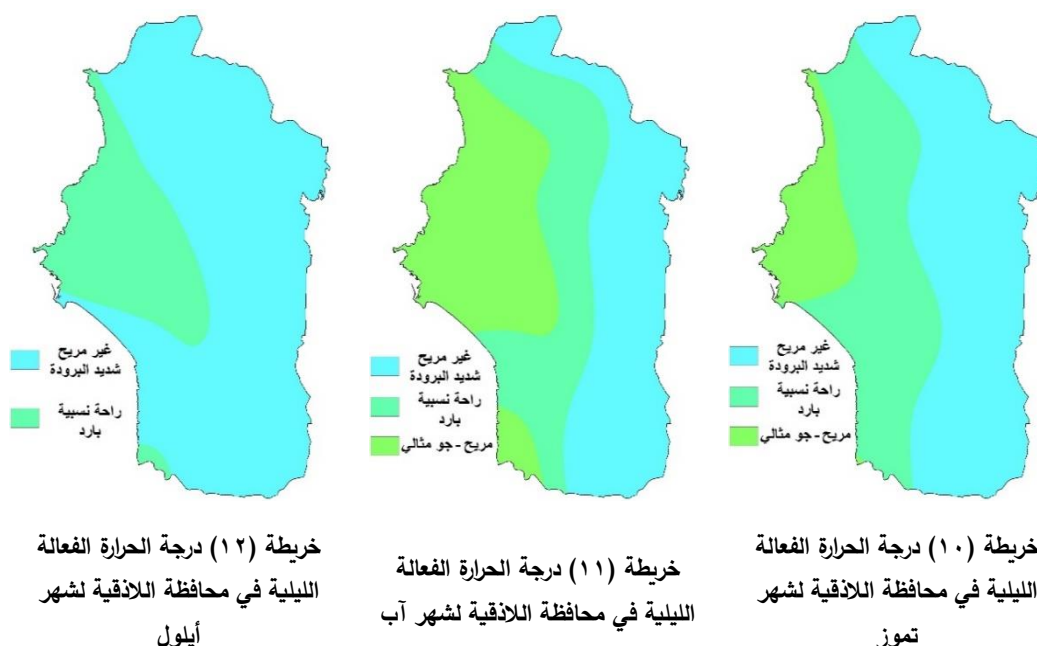 غير مريح
شديد البرودة
راحة نسبية
بارد
مريح - جو مثالي
خريطة (١٠) درجة الحرارة الفعالة
الليلية في محافظة اللاذقية لشهر
تموز
غير مريح
شديد البرودة
راحة نسبية
بارد
مريح - جو مثالي
خريطة (١١) درجة الحرارة الفعالة
الليلية في محافظة اللاذقية لشهر آب
غير مريح
شديد البرودة
راحة نسبية
بارد
خريطة (١٢) درجة الحرارة الفعالة
الليلية في محافظة اللاذقية لشهر
أيلول